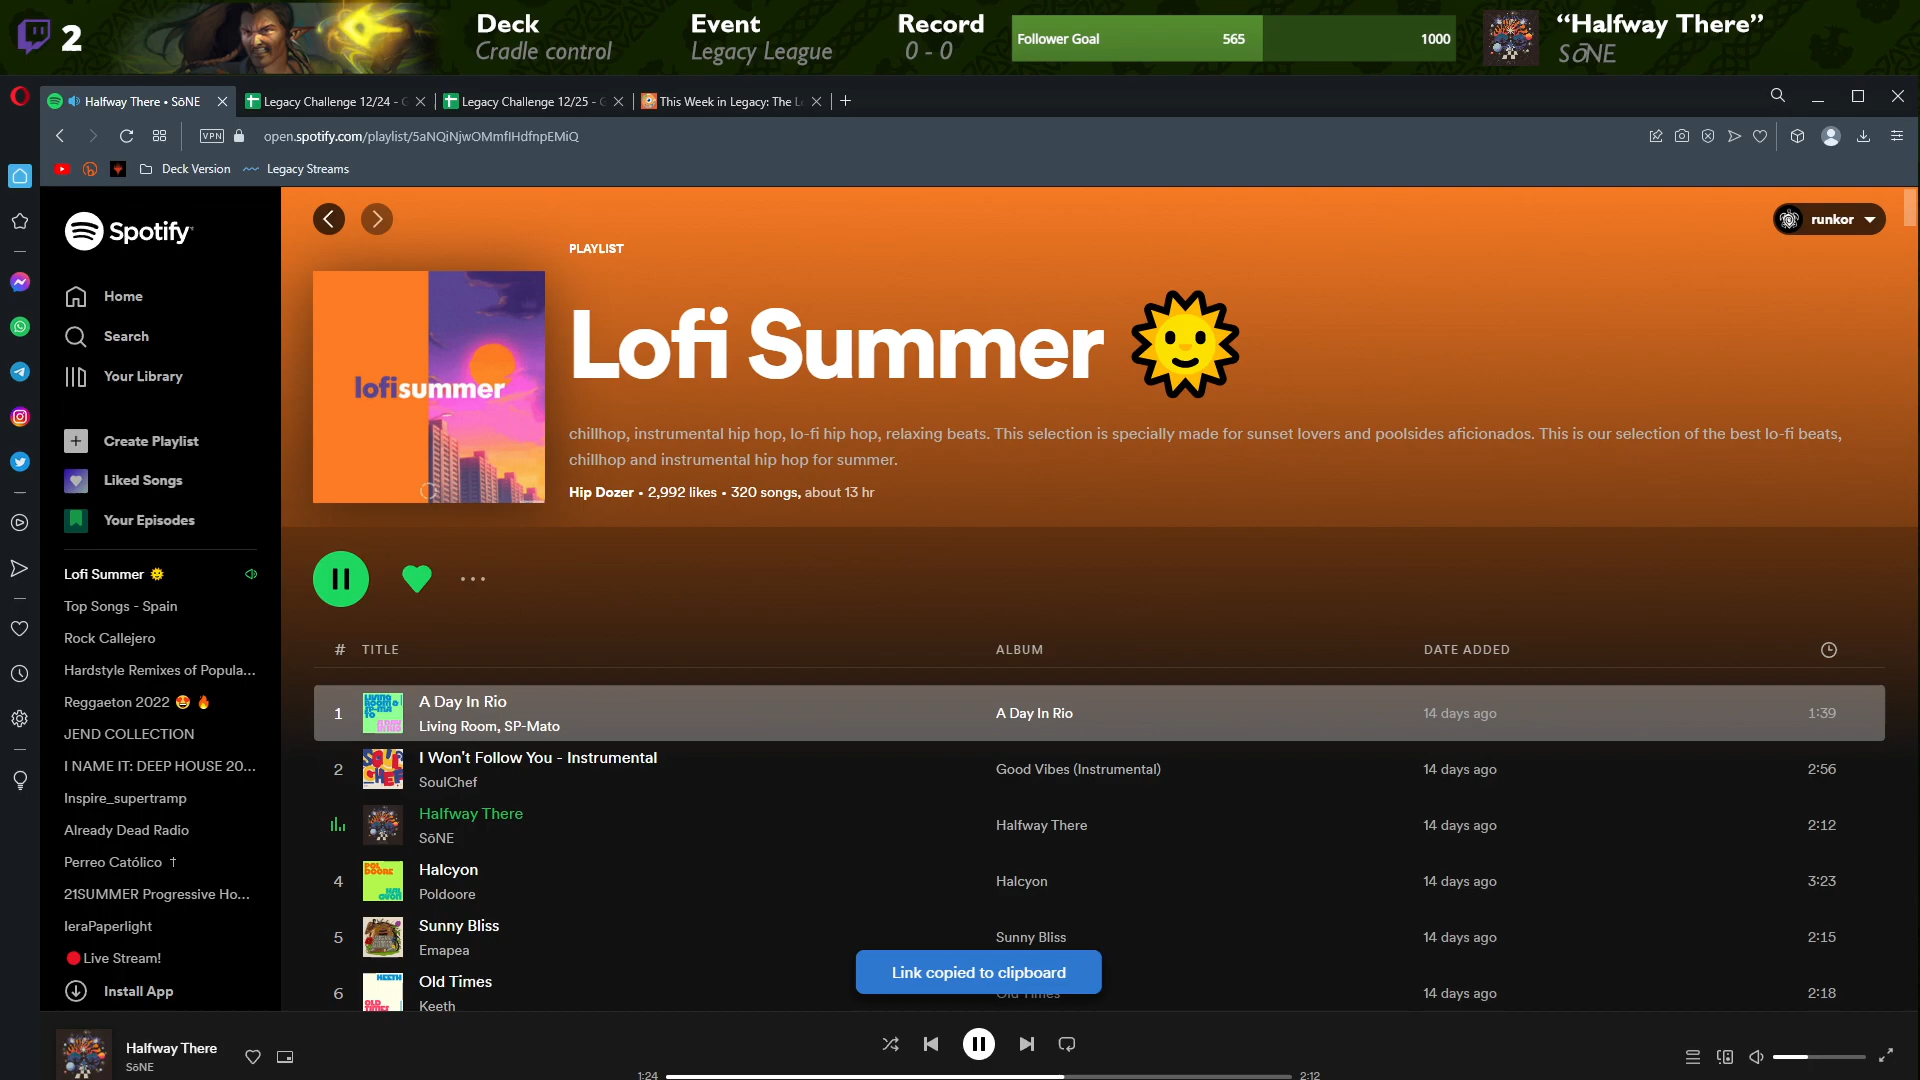 2
Deck
Cradle control
Event
Legacy League
Record
0 - 0
Follower Goal 565 1000
“Halfway There”
SōNE
Halfway There • SōNE
Legacy Challenge 12/24 - G
Legacy Challenge 12/25 - G
This Week in Legacy: The L
VPN
open.spotify.com/playlist/5aNQiNjwOMmfIHdfnpEMiQ
Deck Version
Legacy Streams
Spotify
Home
Search
Your Library
Create Playlist
Liked Songs
Your Episodes
Lofi Summer 🌞
Top Songs - Spain
Rock Callejero
Hardstyle Remixes of Popula...
Reggaeton 2022 😍 🔥
JEND COLLECTION
I NAME IT: DEEP HOUSE 20...
Inspire_supertramp
Already Dead Radio
Perreo Católico †
21SUMMER Progressive Ho...
IeraPaperlight
🔴Live Stream!
Install App
runkor
PLAYLIST
lofisummer
Lofi Summer 🌞
chillhop, instrumental hip hop, lo-fi hip hop, relaxing beats. This selection is specially made for sunset lovers and poolsides aficionados. This is our selection of the best lo-fi beats,
chillhop and instrumental hip hop for summer.
Hip Dozer • 2,992 likes • 320 songs, about 13 hr
# TITLE ALBUM DATE ADDED
1 A Day In Rio
Living Room, SP-Mato
A Day In Rio 14 days ago 1:39
2 I Won't Follow You - Instrumental
SoulChef
Good Vibes (Instrumental) 14 days ago 2:56
Halfway There
SōNE
Halfway There 14 days ago 2:12
4 Halcyon
Poldoore
Halcyon 14 days ago 3:23
5 Sunny Bliss
Emapea
Sunny Bliss 14 days ago 2:15
6 Old Times
Keeth
Old Times 14 days ago 2:18
Link copied to clipboard
Halfway There
SōNE
1:24
2:12